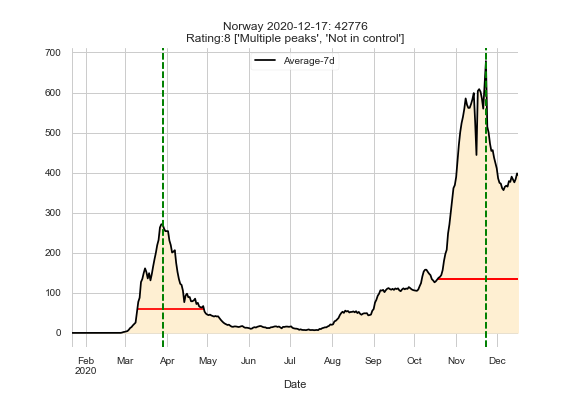 Norway 2020-12-17: 42776
Rating:8 ['Multiple peaks', 'Not in control']
Average-7d
700
600
500
400
300
200
100
0
Feb Mar Apr May Jun Jul Aug Sep Oct Nov Dec
2020
Date